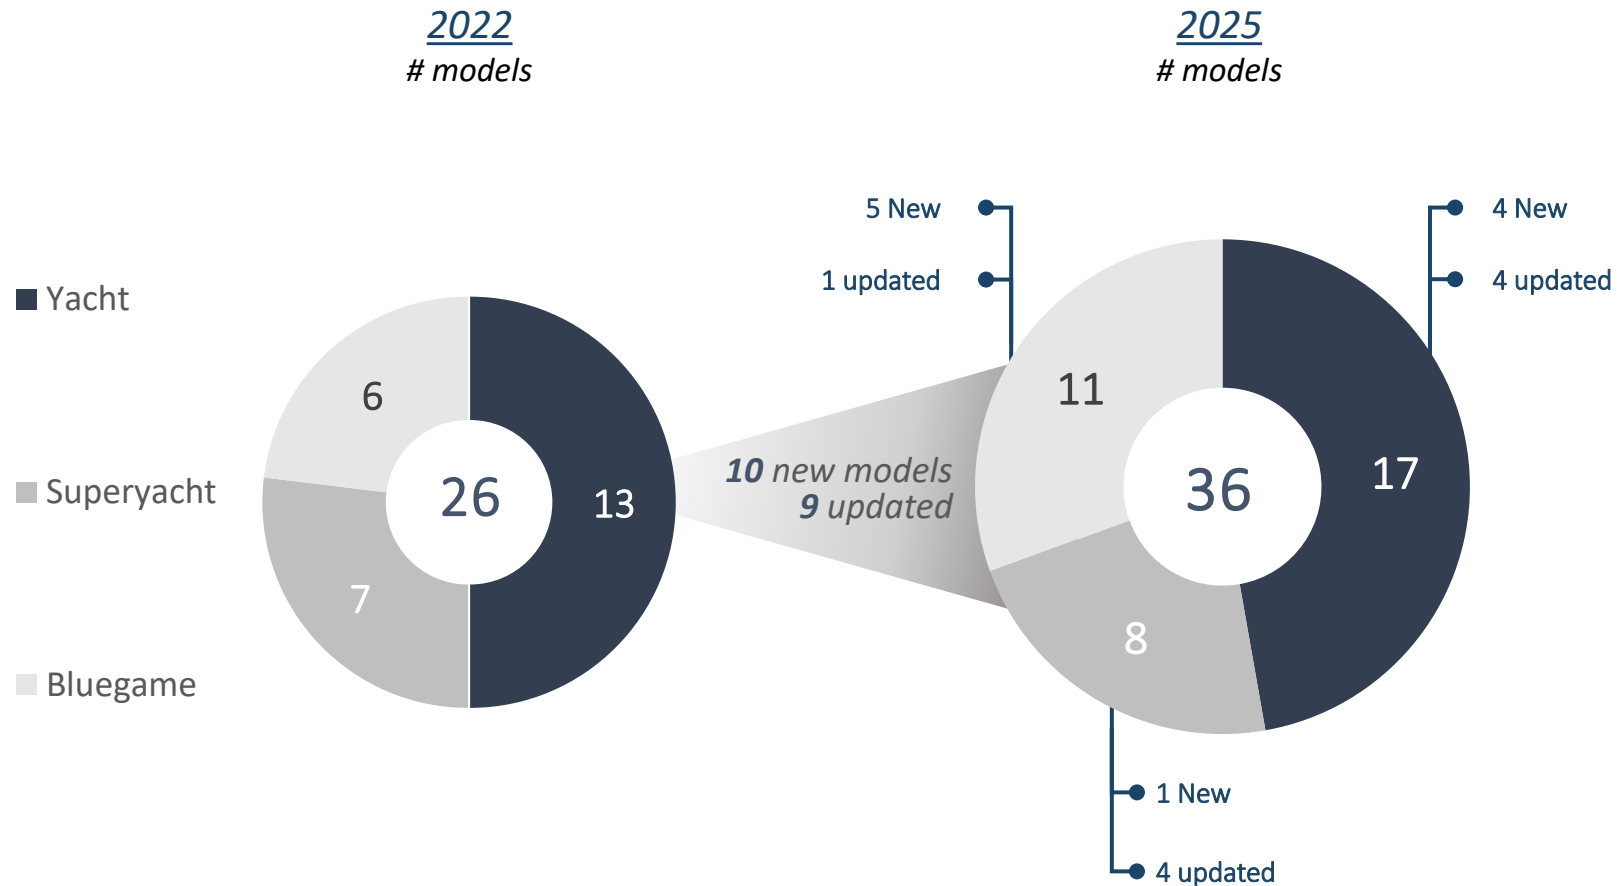 2022
# models
2025
# models
Yacht
Superyacht
Bluegame
6
7
13
26
10 new models
9 updated
5 New
1 updated
4 New
4 updated
11
17
36
8
1 New
4 updated